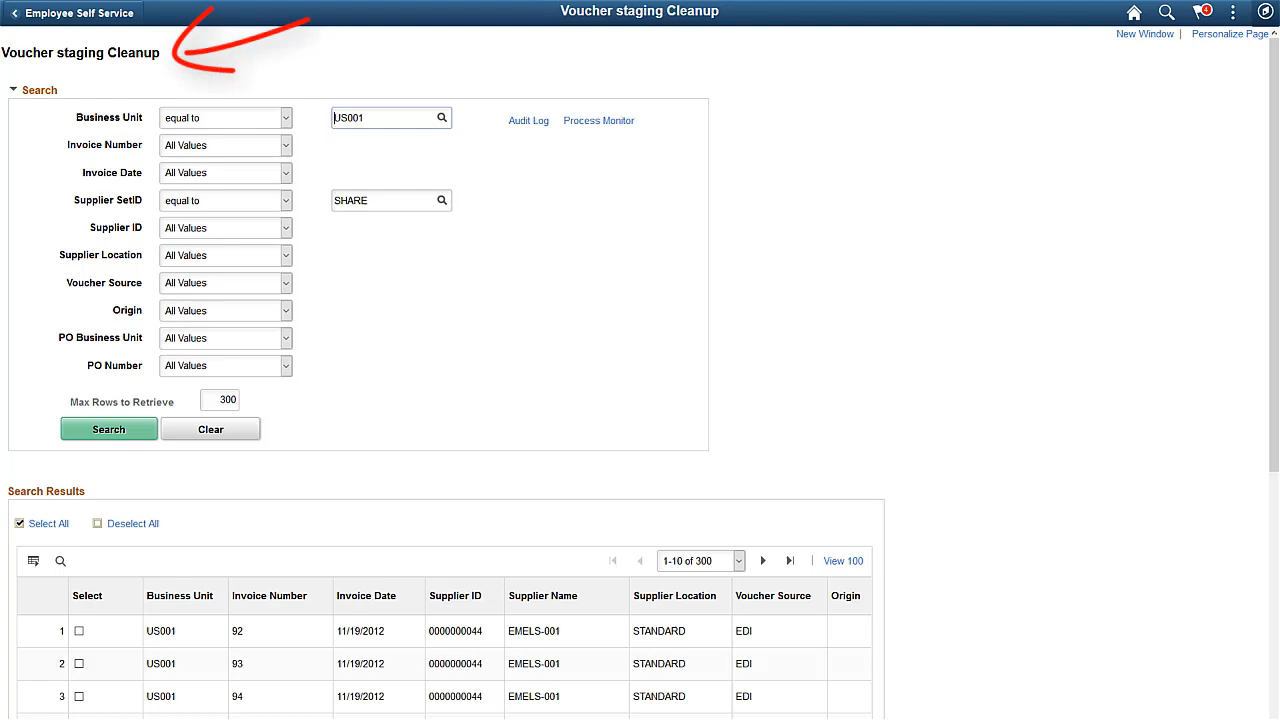 Employee Self Service
Voucher staging Cleanup
4
New Window | Personalize Page
Voucher staging Cleanup
Search
Business Unit equal to US001 Audit Log Process Monitor
Invoice Number All Values
Invoice Date All Values
Supplier SetID equal to SHARE
Supplier ID All Values
Supplier Location All Values
Voucher Source All Values
Origin All Values
PO Business Unit All Values
PO Number All Values
Max Rows to Retrieve 300
Search Clear
Search Results
Select All Deselect All
1-10 of 300 | View 100
Select Business Unit Invoice Number Invoice Date Supplier ID Supplier Name Supplier Location Voucher Source Origin
1 US001 92 11/19/2012 0000000044 EMELS-001 STANDARD EDI
2 US001 93 11/19/2012 0000000044 EMELS-001 STANDARD EDI
3 US001 94 11/19/2012 0000000044 EMELS-001 STANDARD EDI